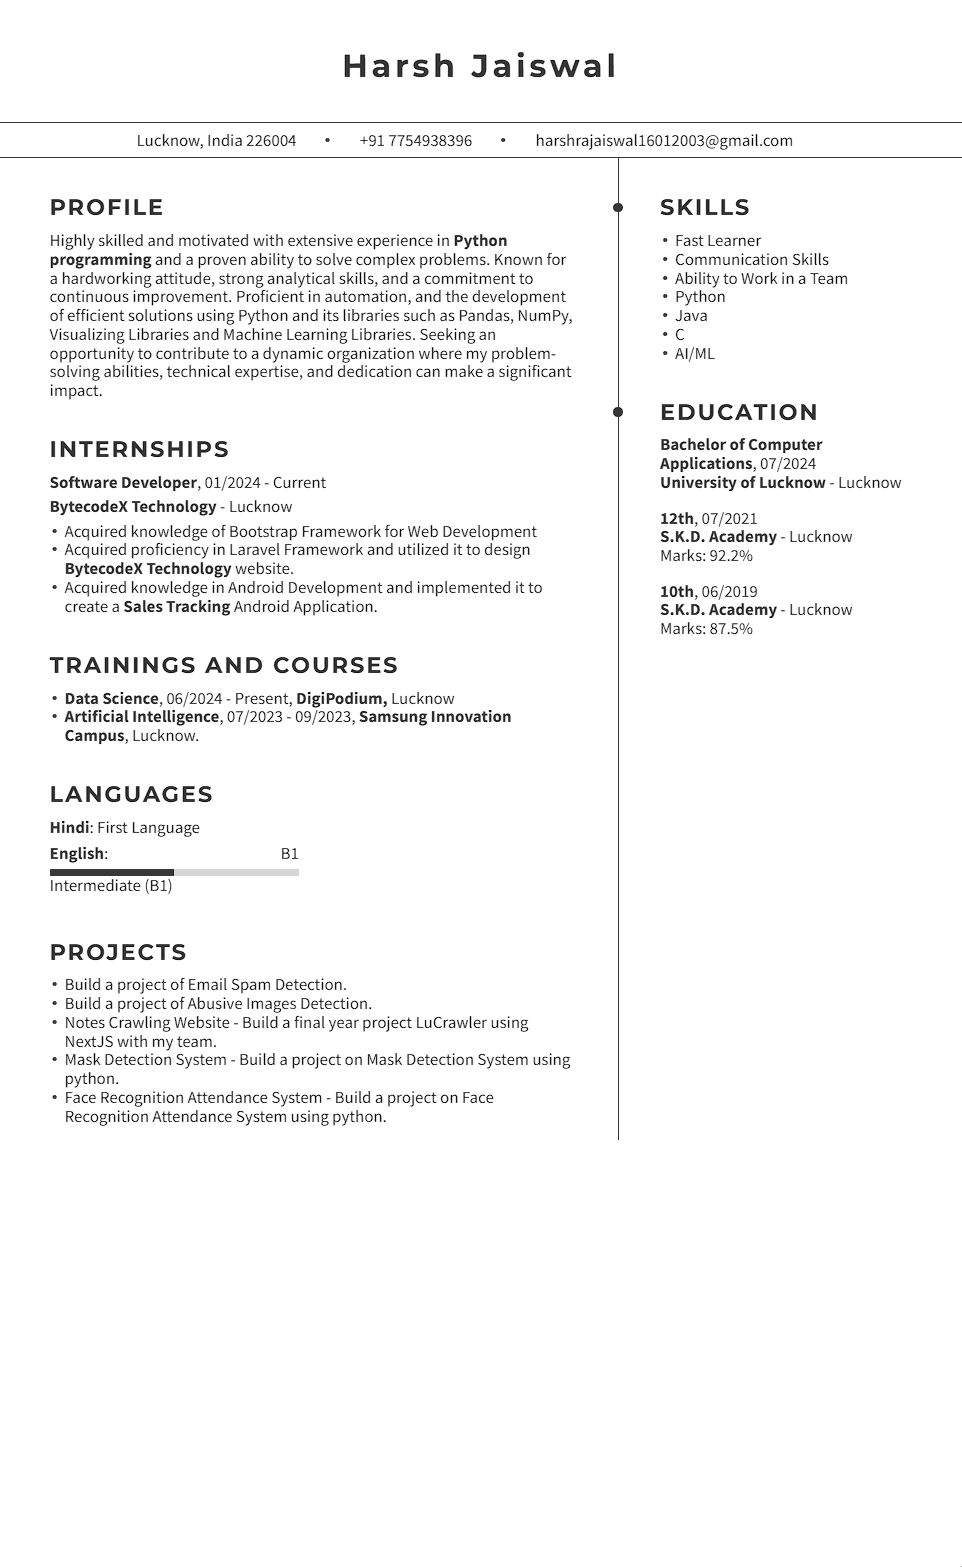 Harsh Jaiswal
Lucknow, India 226004 • +91 7754938396 • harshrajaiswal16012003@gmail.com
PROFILE
Highly skilled and motivated with extensive experience in Python
programming and a proven ability to solve complex problems. Known for
a hardworking attitude, strong analytical skills, and a commitment to
continuous improvement. Proficient in automation, and the development
of efficient solutions using Python and its libraries such as Pandas, NumPy,
Visualizing Libraries and Machine Learning Libraries. Seeking an
opportunity to contribute to a dynamic organization where my problem-
solving abilities, technical expertise, and dedication can make a significant
impact.
INTERNSHIPS
Software Developer, 01/2024 - Current
BytecodeX Technology - Lucknow
• Acquired knowledge of Bootstrap Framework for Web Development
• Acquired proficiency in Laravel Framework and utilized it to design
BytecodeX Technology website.
• Acquired knowledge in Android Development and implemented it to
create a Sales Tracking Android Application.
TRAININGS AND COURSES
• Data Science, 06/2024 - Present, DigiPodium, Lucknow
• Artificial Intelligence, 07/2023 - 09/2023, Samsung Innovation
Campus, Lucknow.
LANGUAGES
Hindi: First Language
English: B1
Intermediate (B1)
PROJECTS
• Build a project of Email Spam Detection.
• Build a project of Abusive Images Detection.
• Notes Crawling Website - Build a final year project LuCrawler using
NextJS with my team.
• Mask Detection System - Build a project on Mask Detection System using
python.
• Face Recognition Attendance System - Build a project on Face
Recognition Attendance System using python.
SKILLS
• Fast Learner
• Communication Skills
• Ability to Work in a Team
• Python
• Java
• C
• AI/ML
EDUCATION
Bachelor of Computer
Applications, 07/2024
University of Lucknow - Lucknow
12th, 07/2021
S.K.D. Academy - Lucknow
Marks: 92.2%
10th, 06/2019
S.K.D. Academy - Lucknow
Marks: 87.5%